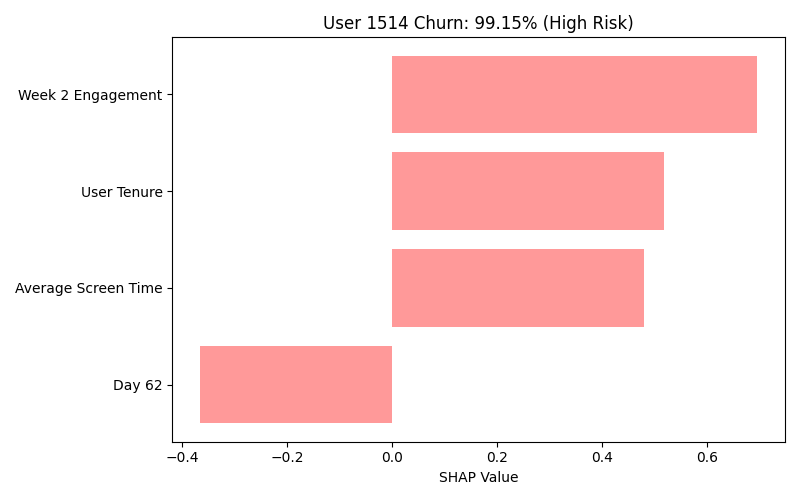 User 1514 Churn: 99.15% (High Risk)
Week 2 Engagement
User Tenure
Average Screen Time
Day 62
−0.4 −0.2 0.0 0.2 0.4 0.6
SHAP Value